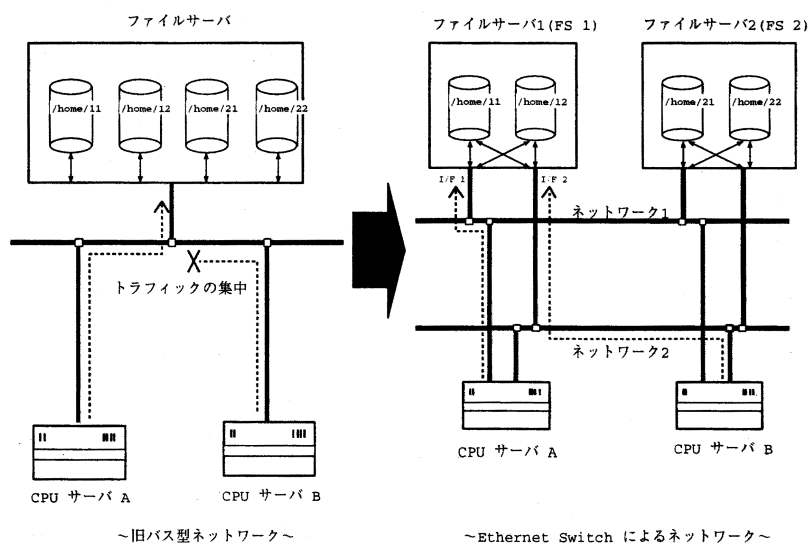 ファイルサーバ
/home/11
/home/12
/home/21
/home/22
トラフィックの集中
CPU サーバ A
CPU サーバ B
~旧バス型ネットワーク~
ファイルサーバ1(FS 1)
ファイルサーバ2(FS 2)
/home/11
/home/12
/home/21
/home/22
I/F 1
I/F 2
ネットワーク1
ネットワーク2
CPU サーバ A
CPU サーバ B
~Ethernet Switch によるネットワーク~